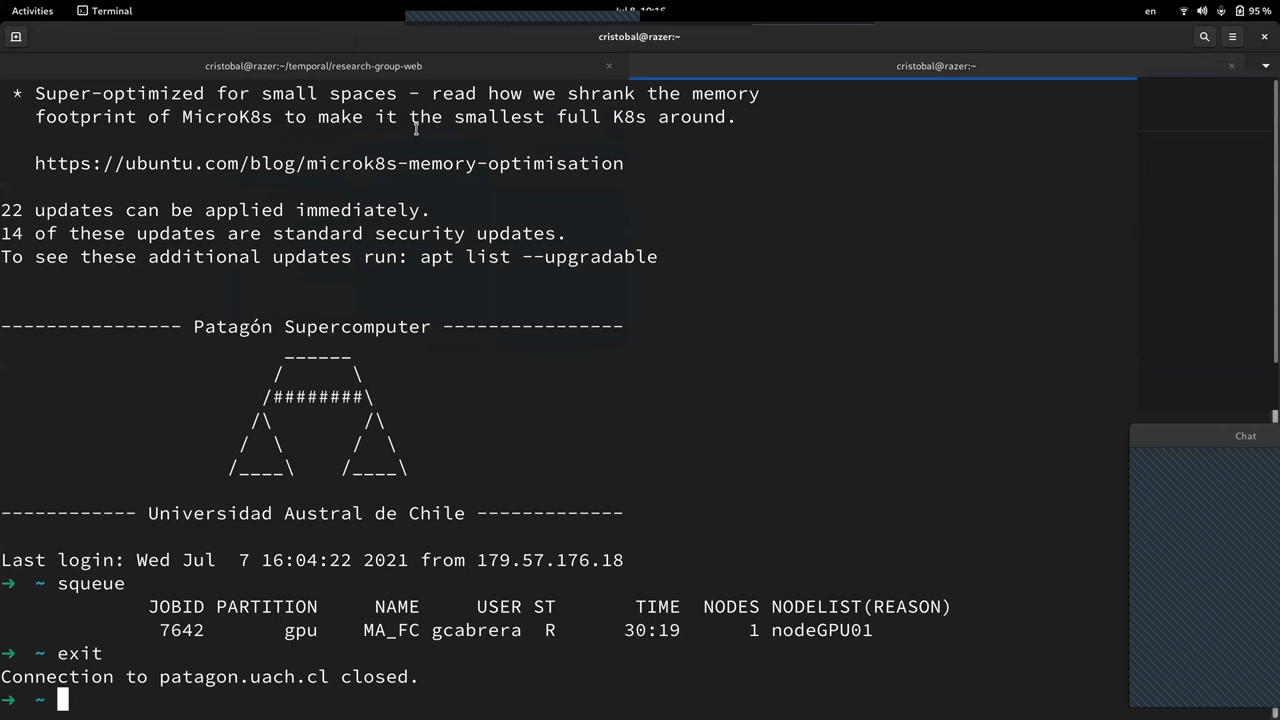 Activities Terminal en 95 %
cristobal@razer:~
cristobal@razer:~/temporal/research-group-web × cristobal@razer:~ ×
* Super-optimized for small spaces - read how we shrank the memory
footprint of MicroK8s to make it the smallest full K8s around.
https://ubuntu.com/blog/microk8s-memory-optimisation
22 updates can be applied immediately.
14 of these updates are standard security updates.
To see these additional updates run: apt list --upgradable
---------------- Patagón Supercomputer ----------------
______
/ \
/########\
/\ /\
/ \ / \
/____\ /____\
------------ Universidad Austral de Chile -------------
Last login: Wed Jul 7 16:04:22 2021 from 179.57.176.18
→ ~ squeue
JOBID PARTITION NAME USER ST TIME NODES NODELIST(REASON)
7642 gpu MA_FC gcabrera R 30:19 1 nodeGPU01
→ ~ exit
Connection to patagon.uach.cl closed.
→ ~
Chat